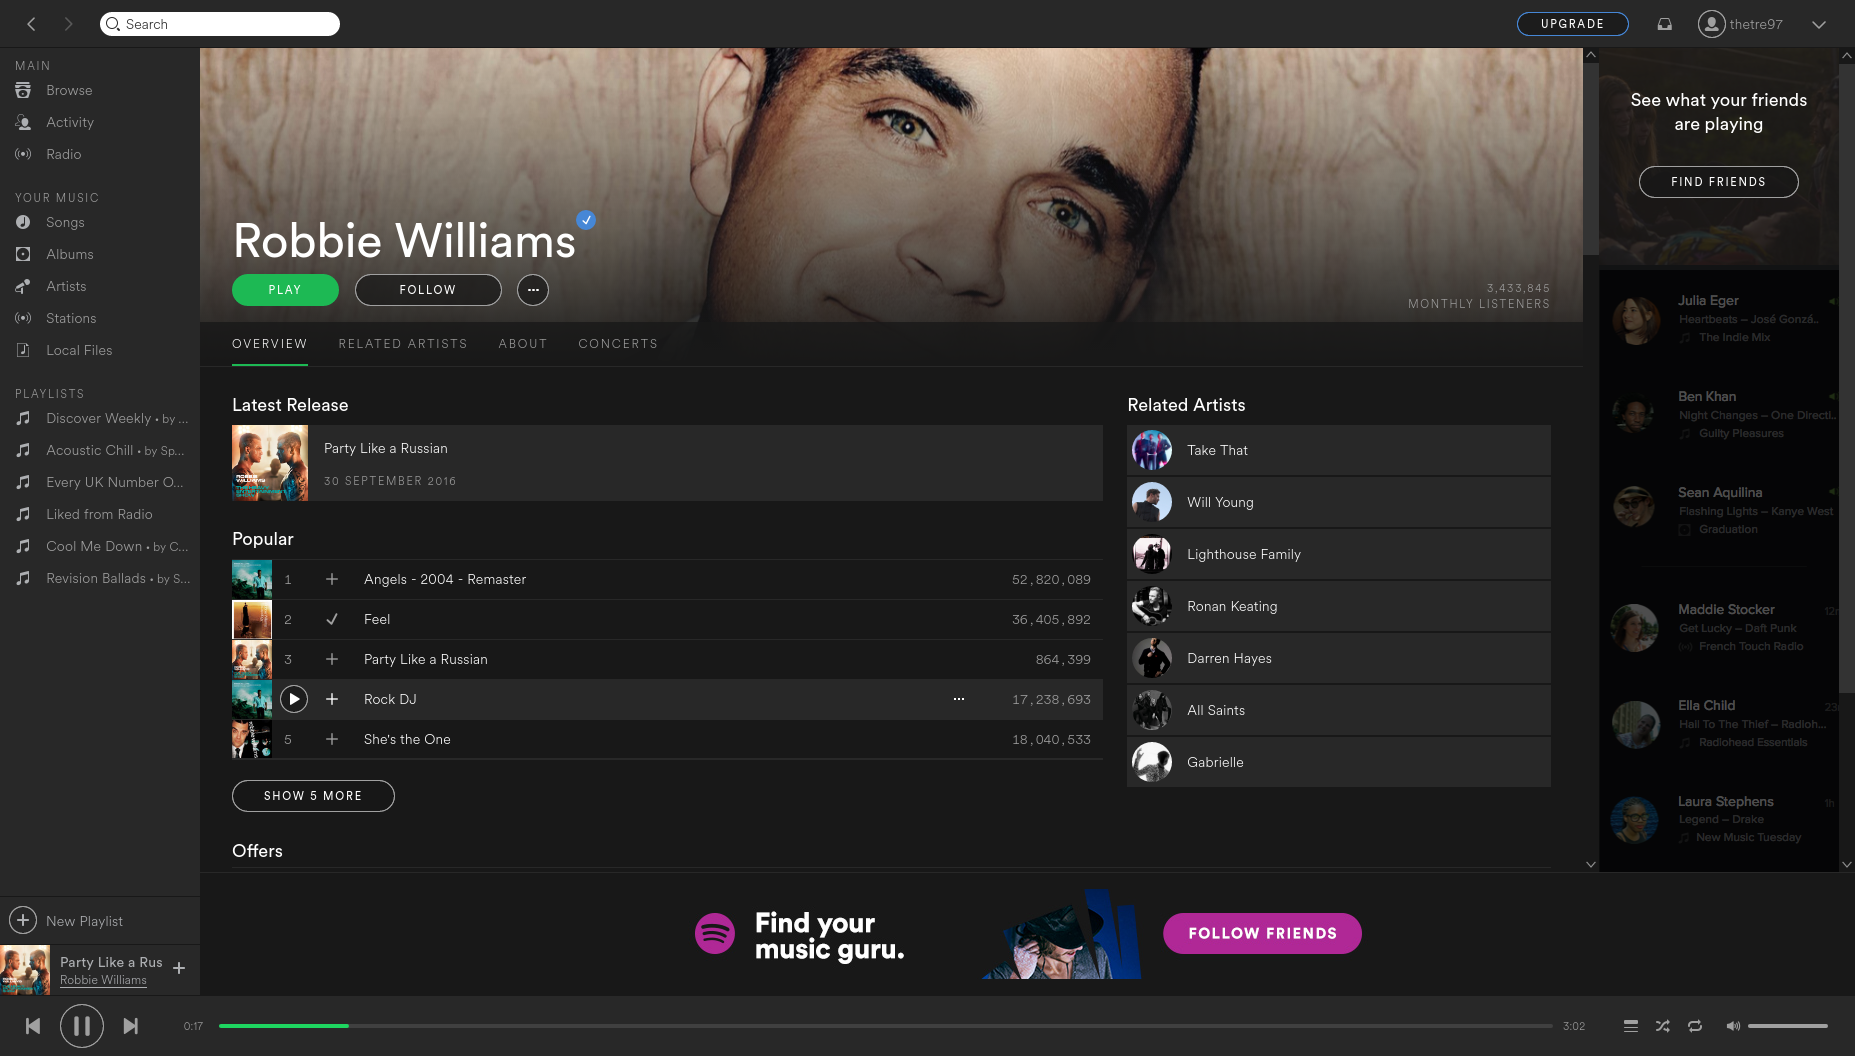 Search
UPGRADE
thetre97
MAIN
Browse
Activity
Radio
YOUR MUSIC
Songs
Albums
Artists
Stations
Local Files
PLAYLISTS
Discover Weekly • by ...
Acoustic Chill • by Sp...
Every UK Number O...
Liked from Radio
Cool Me Down • by C...
Revision Ballads • by S...
New Playlist
Party Like a Rus
Robbie Williams
Robbie Williams
PLAY
FOLLOW
3,433,845
MONTHLY LISTENERS
OVERVIEW
RELATED ARTISTS
ABOUT
CONCERTS
Latest Release
ROBBIE
WILLIAMS
Party Like a Russian
30 SEPTEMBER 2016
Popular
1 Angels - 2004 - Remaster 52,820,089
2 Feel 36,405,892
3 Party Like a Russian 864,399
Rock DJ ... 17,238,693
5 She's the One 18,040,533
SHOW 5 MORE
Offers
Related Artists
Take That
Will Young
Lighthouse Family
Ronan Keating
Darren Hayes
All Saints
Gabrielle
See what your friends
are playing
FIND FRIENDS
Julia Eger
Heartbeats – José Gonzá..
The Indie Mix
Ben Khan
Night Changes – One Directi..
Guilty Pleasures
Sean Aquilina
Flashing Lights – Kanye West
Graduation
Maddie Stocker
Get Lucky – Daft Punk
French Touch Radio
Ella Child
Hail To The Thief – Radioh...
Radiohead Essentials
Laura Stephens 1h
Legend – Drake
New Music Tuesday
Find your
music guru.
FOLLOW FRIENDS
0:17
3:02